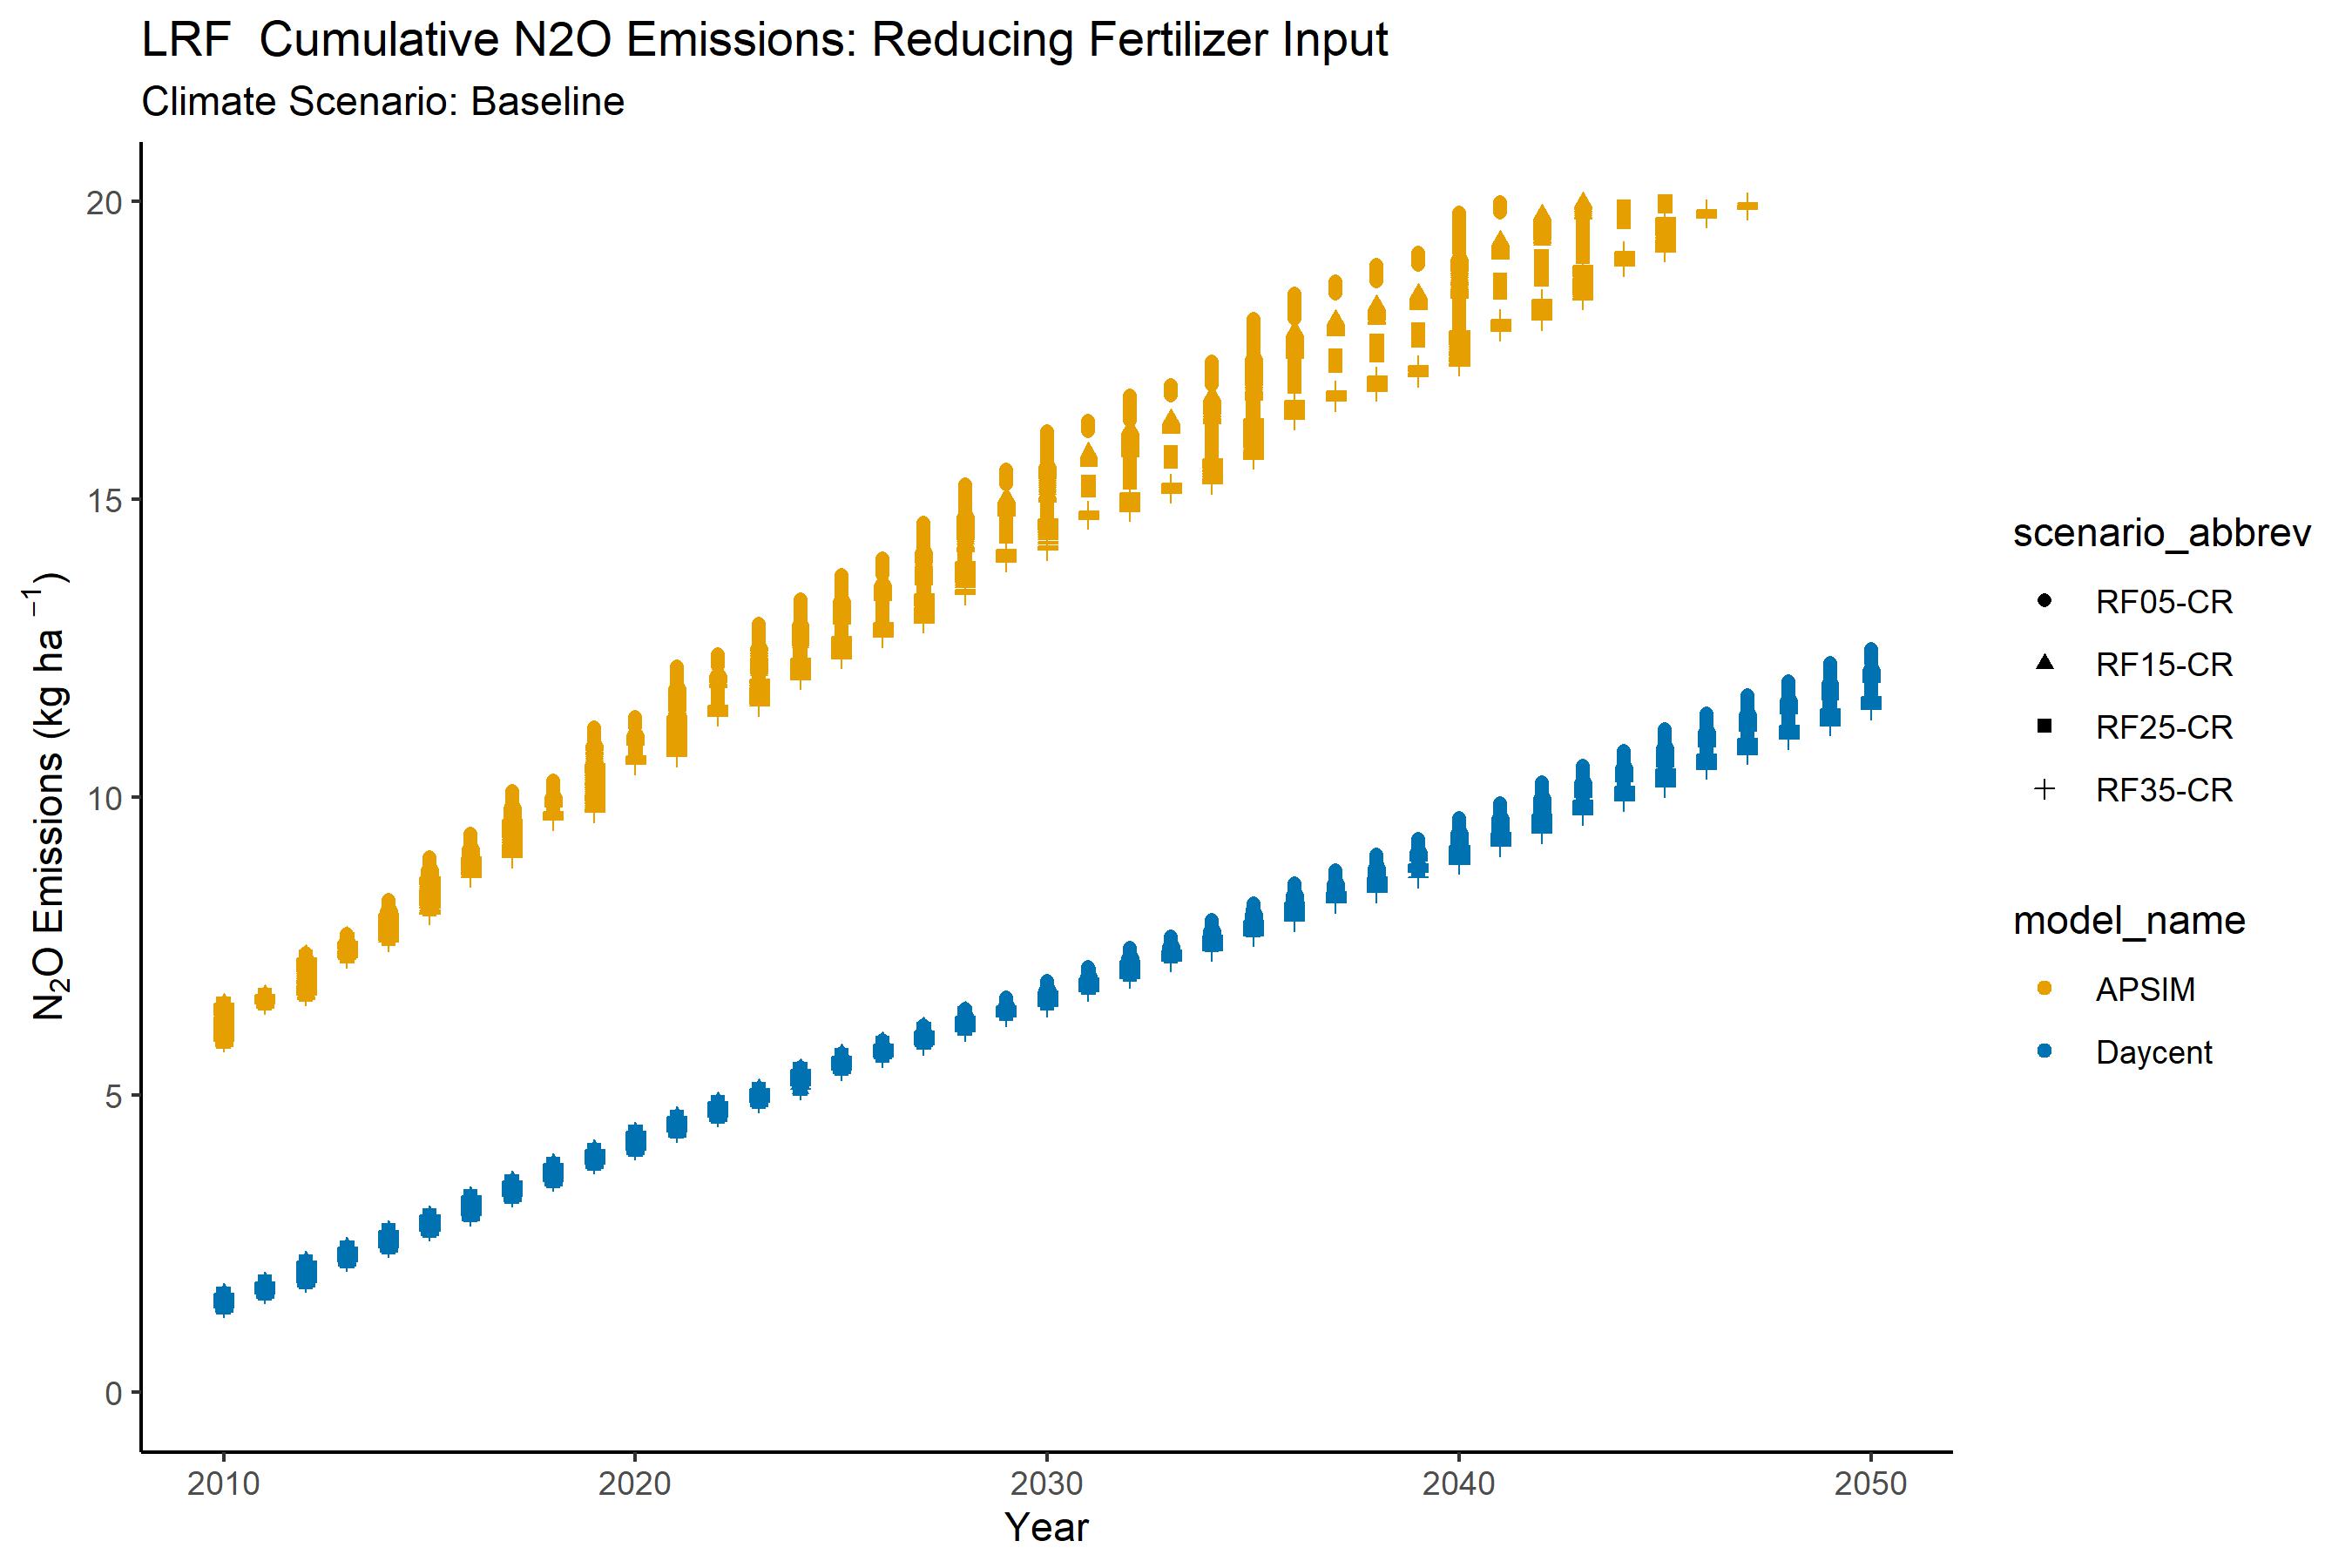 LRF  Cumulative N2O Emissions: Reducing Fertilizer Input
Climate Scenario: Baseline
N₂O Emissions (kg ha ⁻¹)
20
15
10
5
0
2010 2020 2030 2040 2050
Year
scenario_abbrev
RF05-CR
RF15-CR
RF25-CR
RF35-CR
model_name
APSIM
Daycent